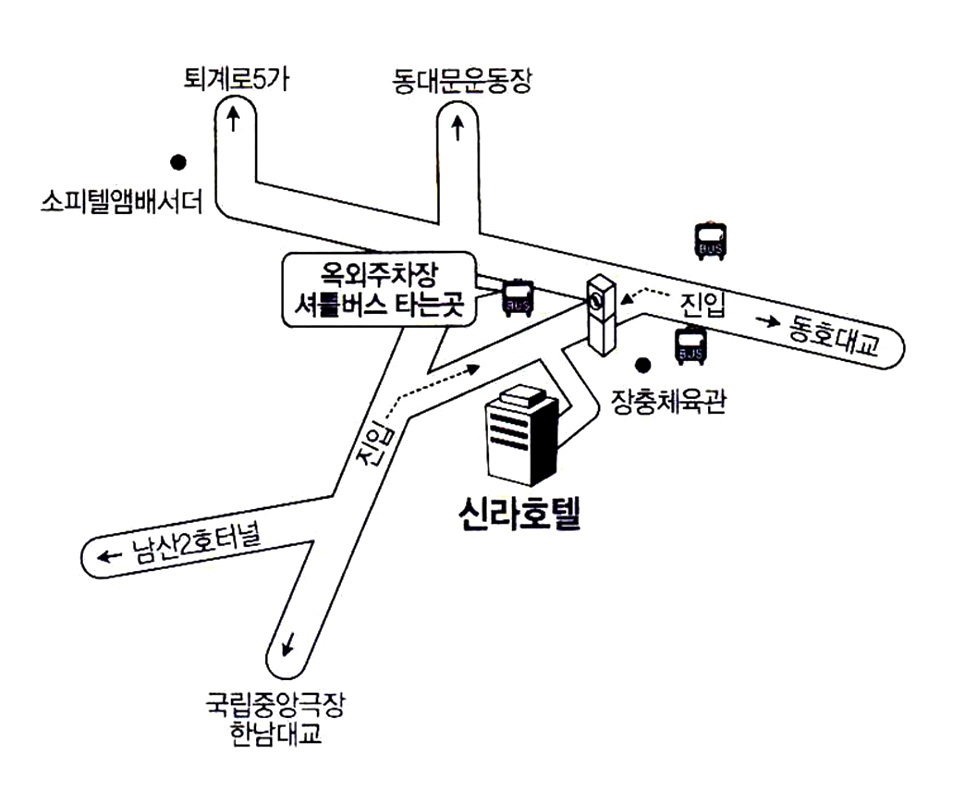 퇴계로5가
동대문운동장
소피텔앰배서더
BUS
옥외주차장
셔틀버스 타는곳
BUS
진입
동호대교
BUS
장충체육관
진입
신라호텔
남산2호터널
국립중앙극장
한남대교